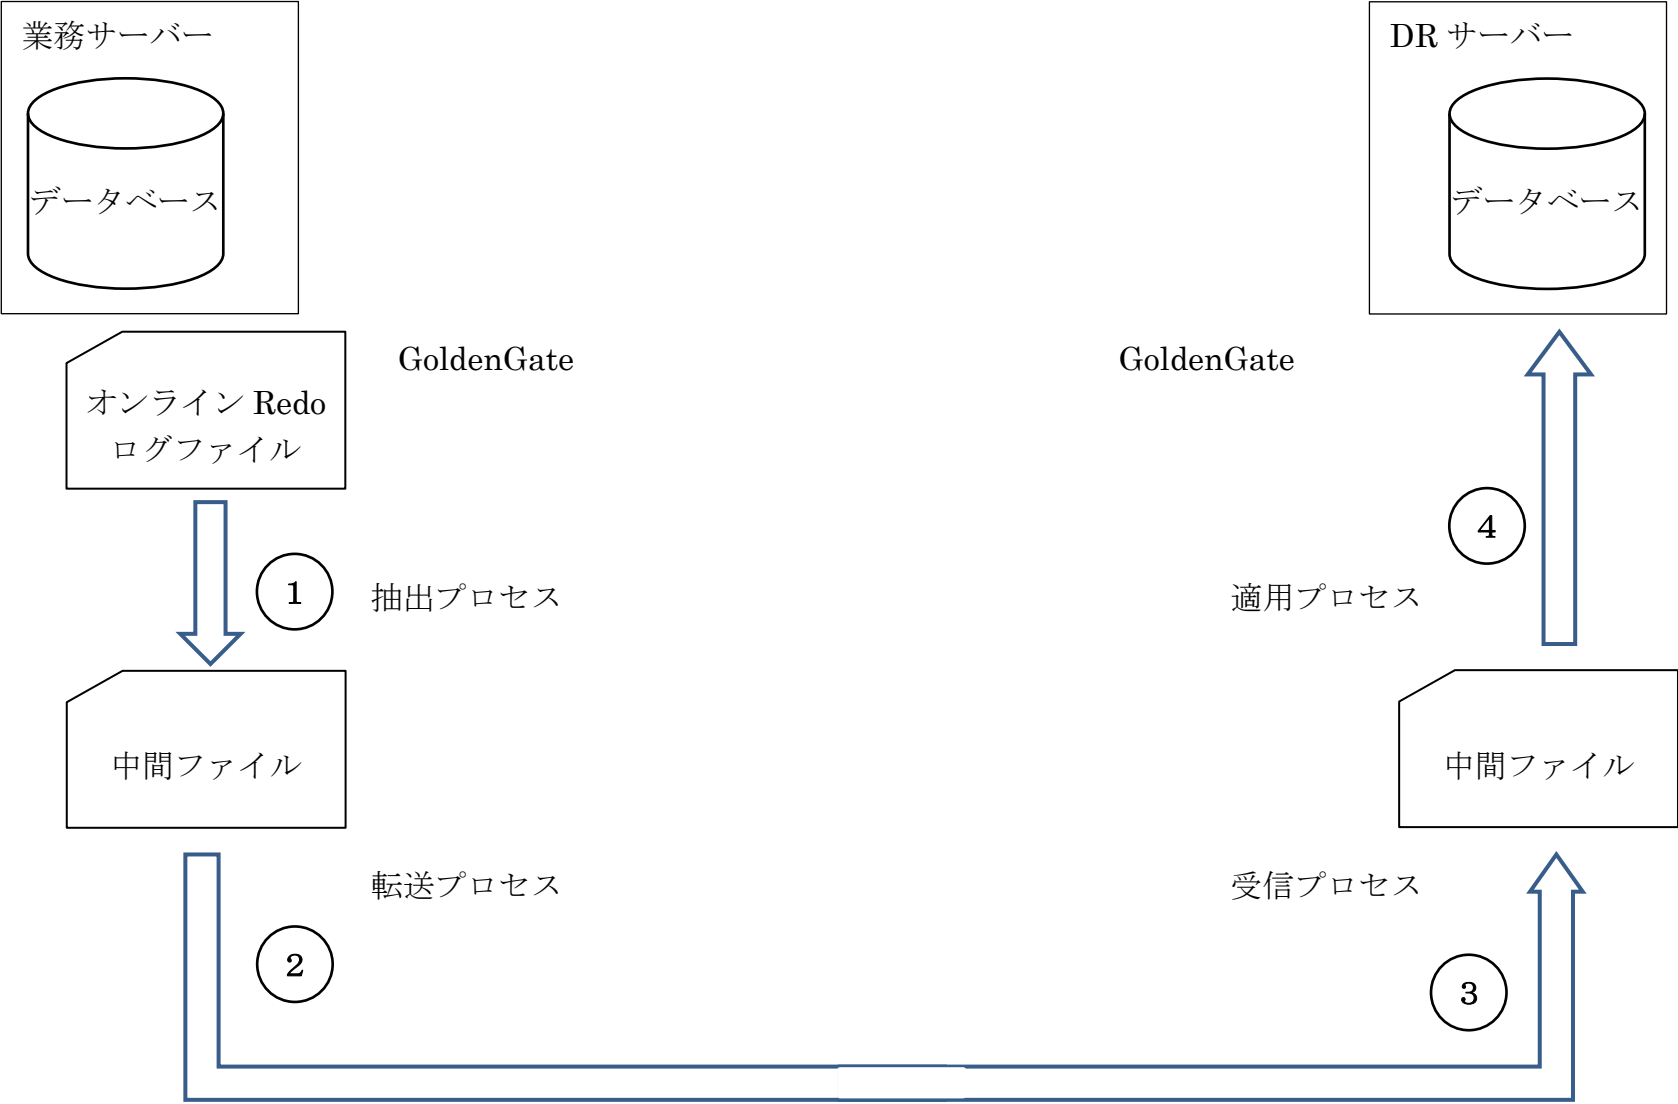 業務サーバー
DR サーバー
データベース
データベース
GoldenGate
GoldenGate
オンライン Redo
ログファイル
4
1
抽出プロセス
適用プロセス
中間ファイル
中間ファイル
転送プロセス
受信プロセス
2
3